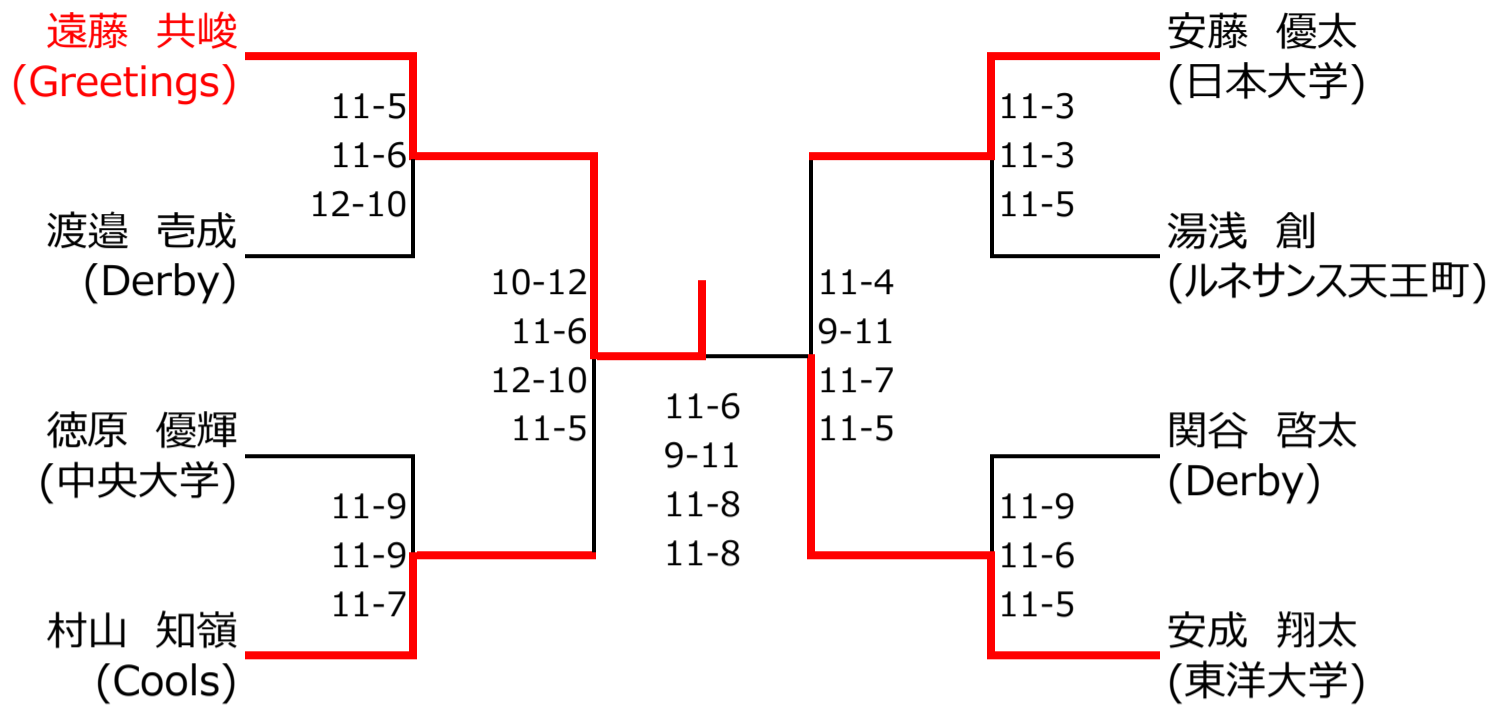 遠藤　共峻
(Greetings)
11-5
11-6
12-10
渡邉　壱成
(Derby)
徳原　優輝
(中央大学)
11-9
11-9
11-7
村山　知嶺
(Cools)
10-12
11-6
12-10
11-5
11-6
9-11
11-8
11-8
11-4
9-11
11-7
11-5
安藤　優太
(日本大学)
11-3
11-3
11-5
湯浅　創
(ルネサンス天王町)
関谷　啓太
(Derby)
11-9
11-6
11-5
安成　翔太
(東洋大学)